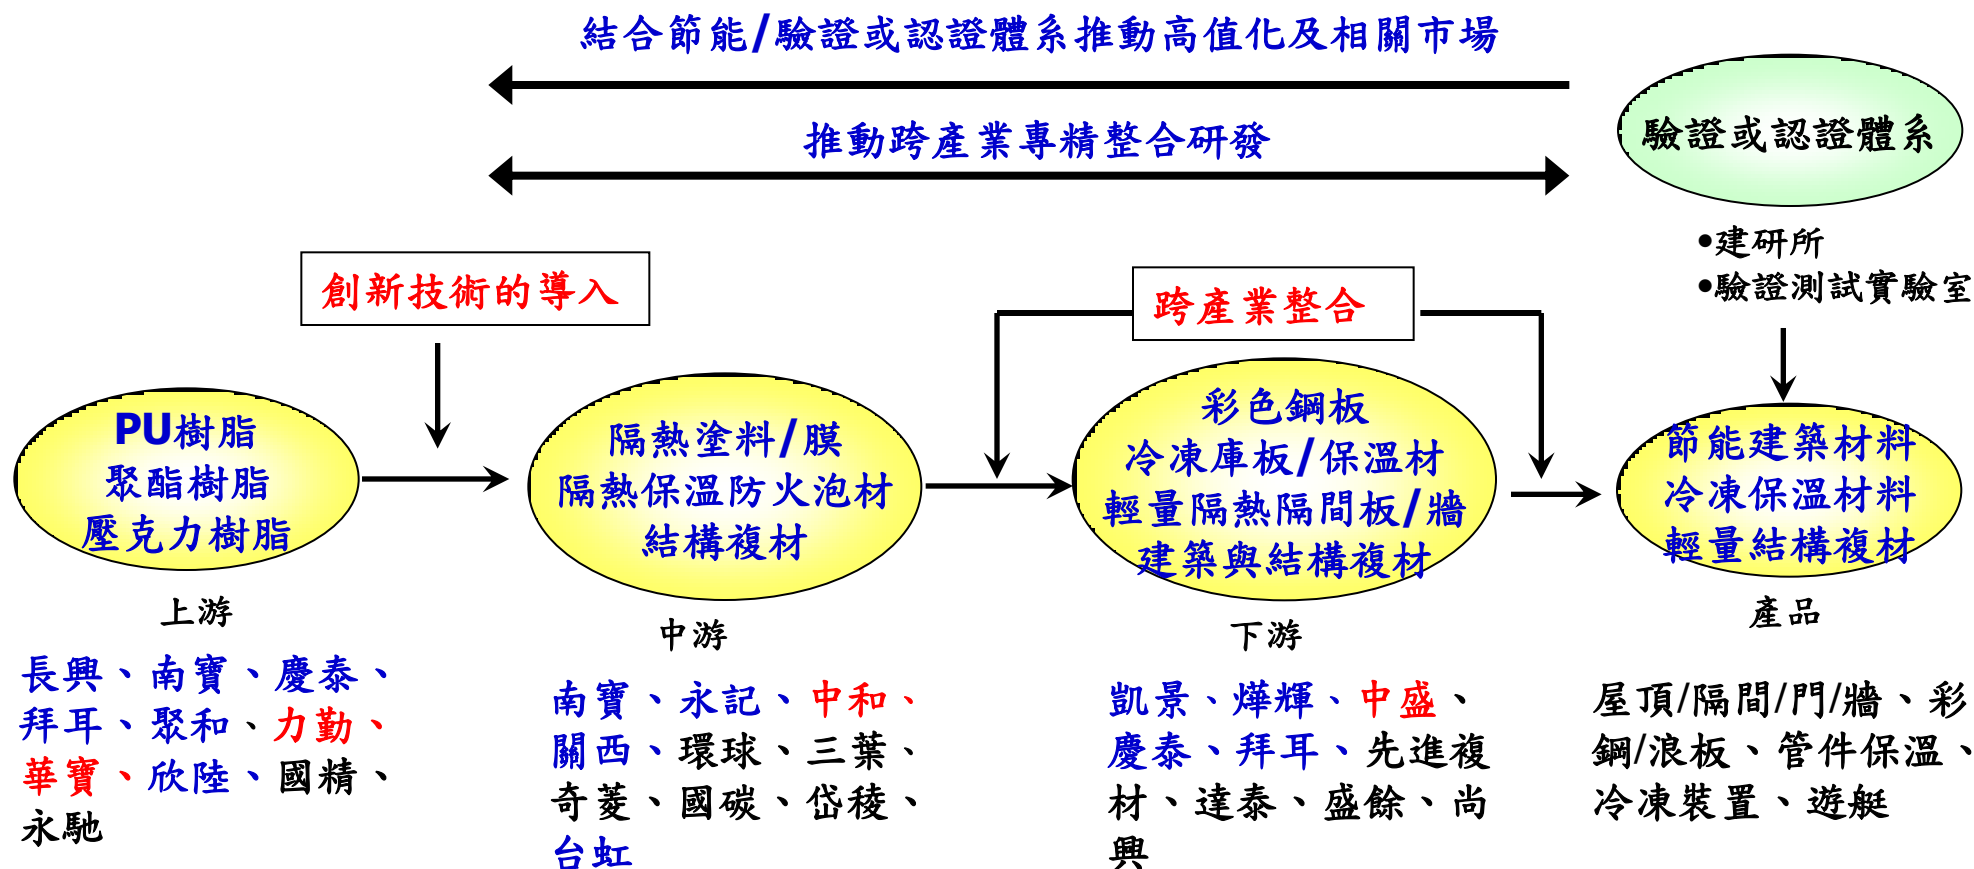 結合節能/驗證或認證體系推動高值化及相關市場
推動跨產業專精整合研發
驗證或認證體系
•建研所
•驗證測試實驗室
創新技術的導入
跨產業整合
PU樹脂
聚酯樹脂
壓克力樹脂
上游
長興、南寶、慶泰、
拜耳、聚和、力勤、
華寶、欣陸、國精、
永馳
隔熱塗料/膜
隔熱保溫防火泡材
結構複材
中游
南寶、永記、中和、
關西、環球、三葉、
奇菱、國碳、岱稜、
台虹
彩色鋼板
冷凍庫板/保溫材
輕量隔熱隔間板/牆
建築與結構複材
下游
凱景、燁輝、中盛、
慶泰、拜耳、先進複
材、達泰、盛餘、尚
興
節能建築材料
冷凍保溫材料
輕量結構複材
產品
屋頂/隔間/門/牆、彩
鋼/浪板、管件保溫、
冷凍裝置、遊艇